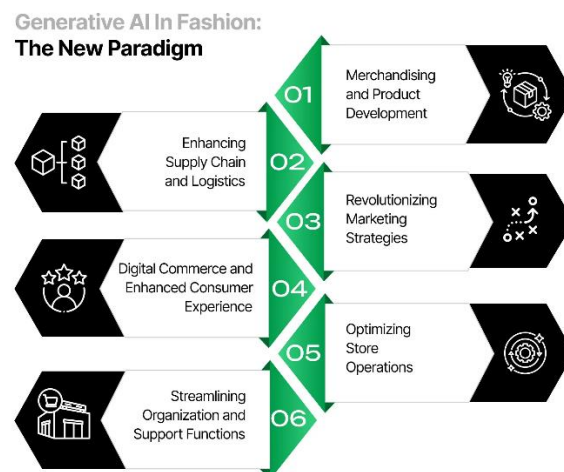 Generative AI In Fashion:
The New Paradigm
01
Merchandising
and Product
Development
02
Enhancing
Supply Chain
and Logistics
03
Revolutionizing
Marketing
Strategies
04
Digital Commerce and
Enhanced Consumer
Experience
05
Optimizing
Store
Operations
06
Streamlining
Organization and
Support Functions